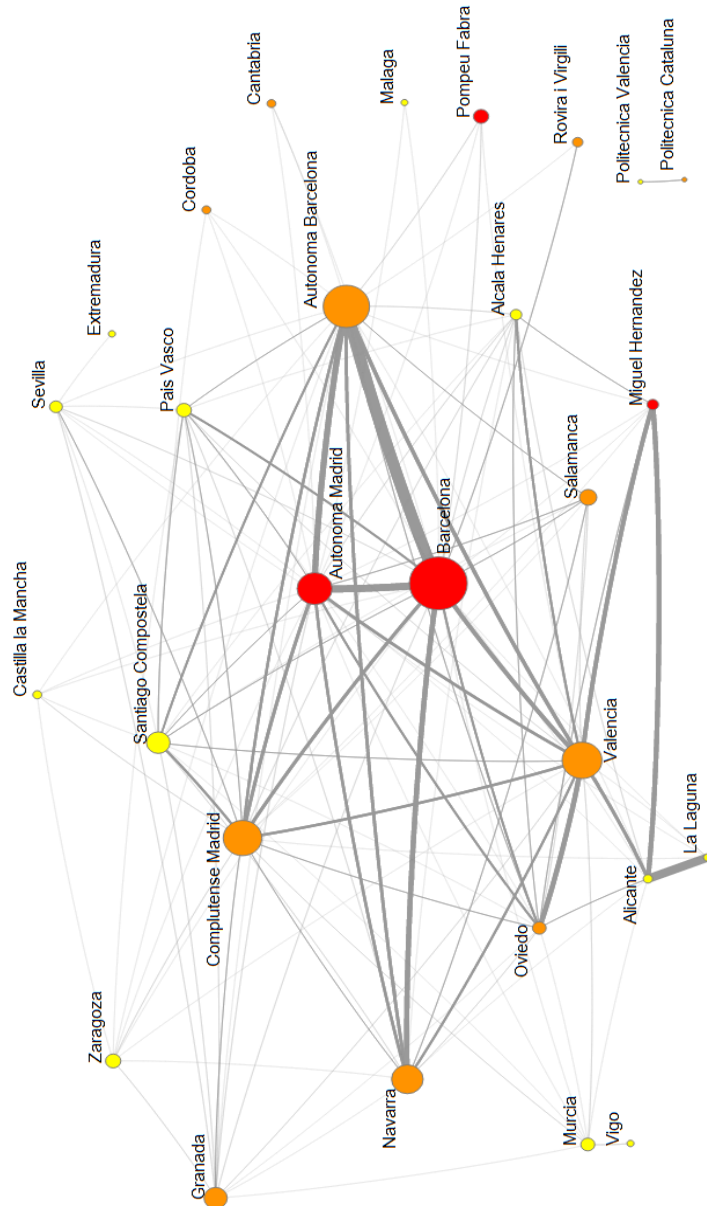 Cantabria
Malaga
Pompeu Fabra
Rovira i Virgili
Politecnica Valencia
Politecnica Cataluna
Cordoba
Autonoma Barcelona
Alcala Henares
Extremadura
Sevilla
Pais Vasco
Miguel Hernandez
Salamanca
Autonoma Madrid
Barcelona
Castilla la Mancha
Santiago Compostela
Valencia
Complutense Madrid
La Laguna
Alicante
Oviedo
Zaragoza
Navarra
Murcia
Vigo
Granada